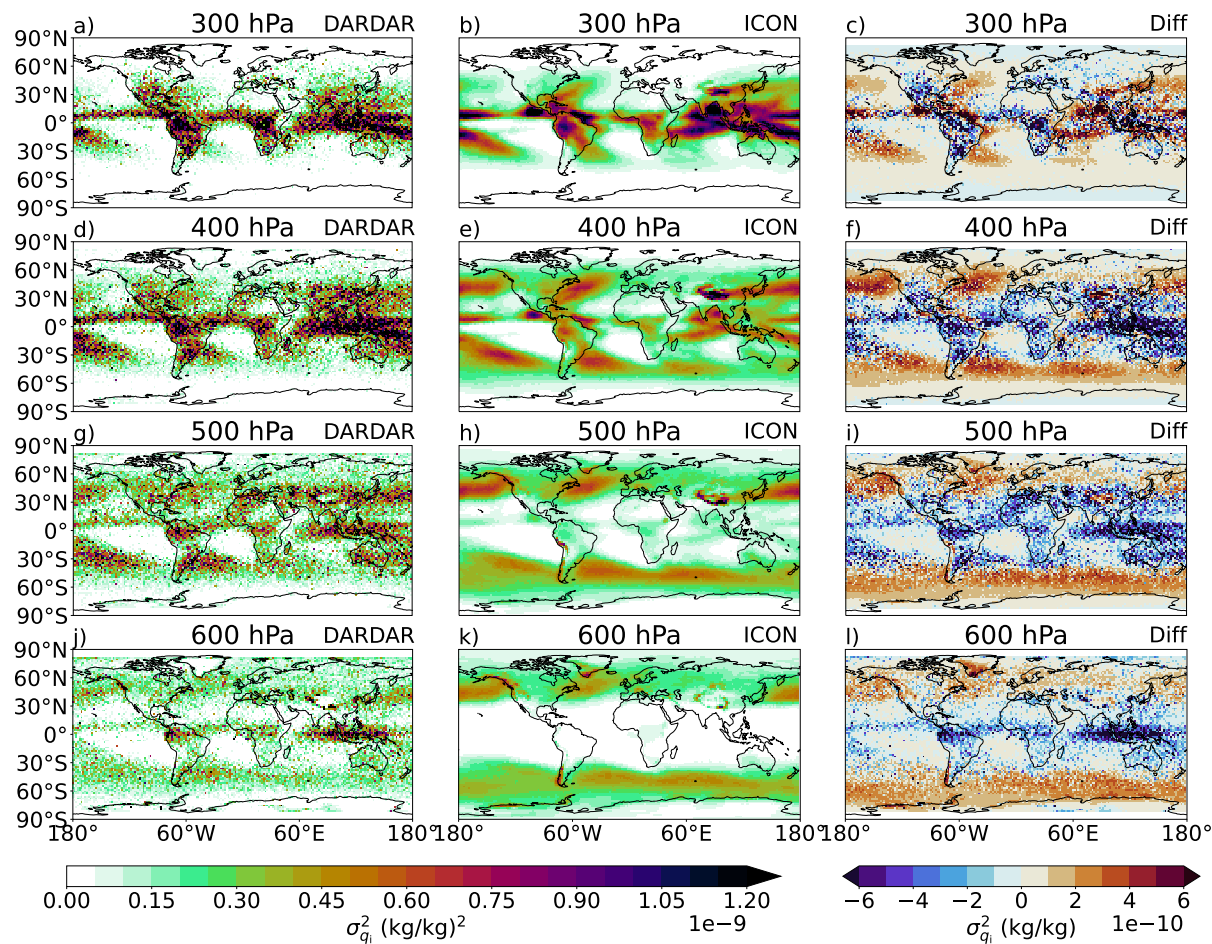 a) 300 hPa DARDAR b) 300 hPa ICON c) 300 hPa Diff
90°N
60°N
30°N
0°
30°S
60°S
90°S
d) 400 hPa DARDAR e) 400 hPa ICON f) 400 hPa Diff
90°N
60°N
30°N
0°
30°S
60°S
90°S
g) 500 hPa DARDAR h) 500 hPa ICON i) 500 hPa Diff
90°N
60°N
30°N
0°
30°S
60°S
90°S
j) 600 hPa DARDAR k) 600 hPa ICON l) 600 hPa Diff
90°N
60°N
30°N
0°
30°S
60°S
90°S
180° 60°W 60°E 180° 60°W 60°E 180° 60°W 60°E 180°
0.00 0.15 0.30 0.45 0.60 0.75 0.90 1.05 1.20 −6 −4 −2 0 2 4 6
σ²qᵢ (kg/kg)² 1e−9 σ²qᵢ (kg/kg) 1e−10